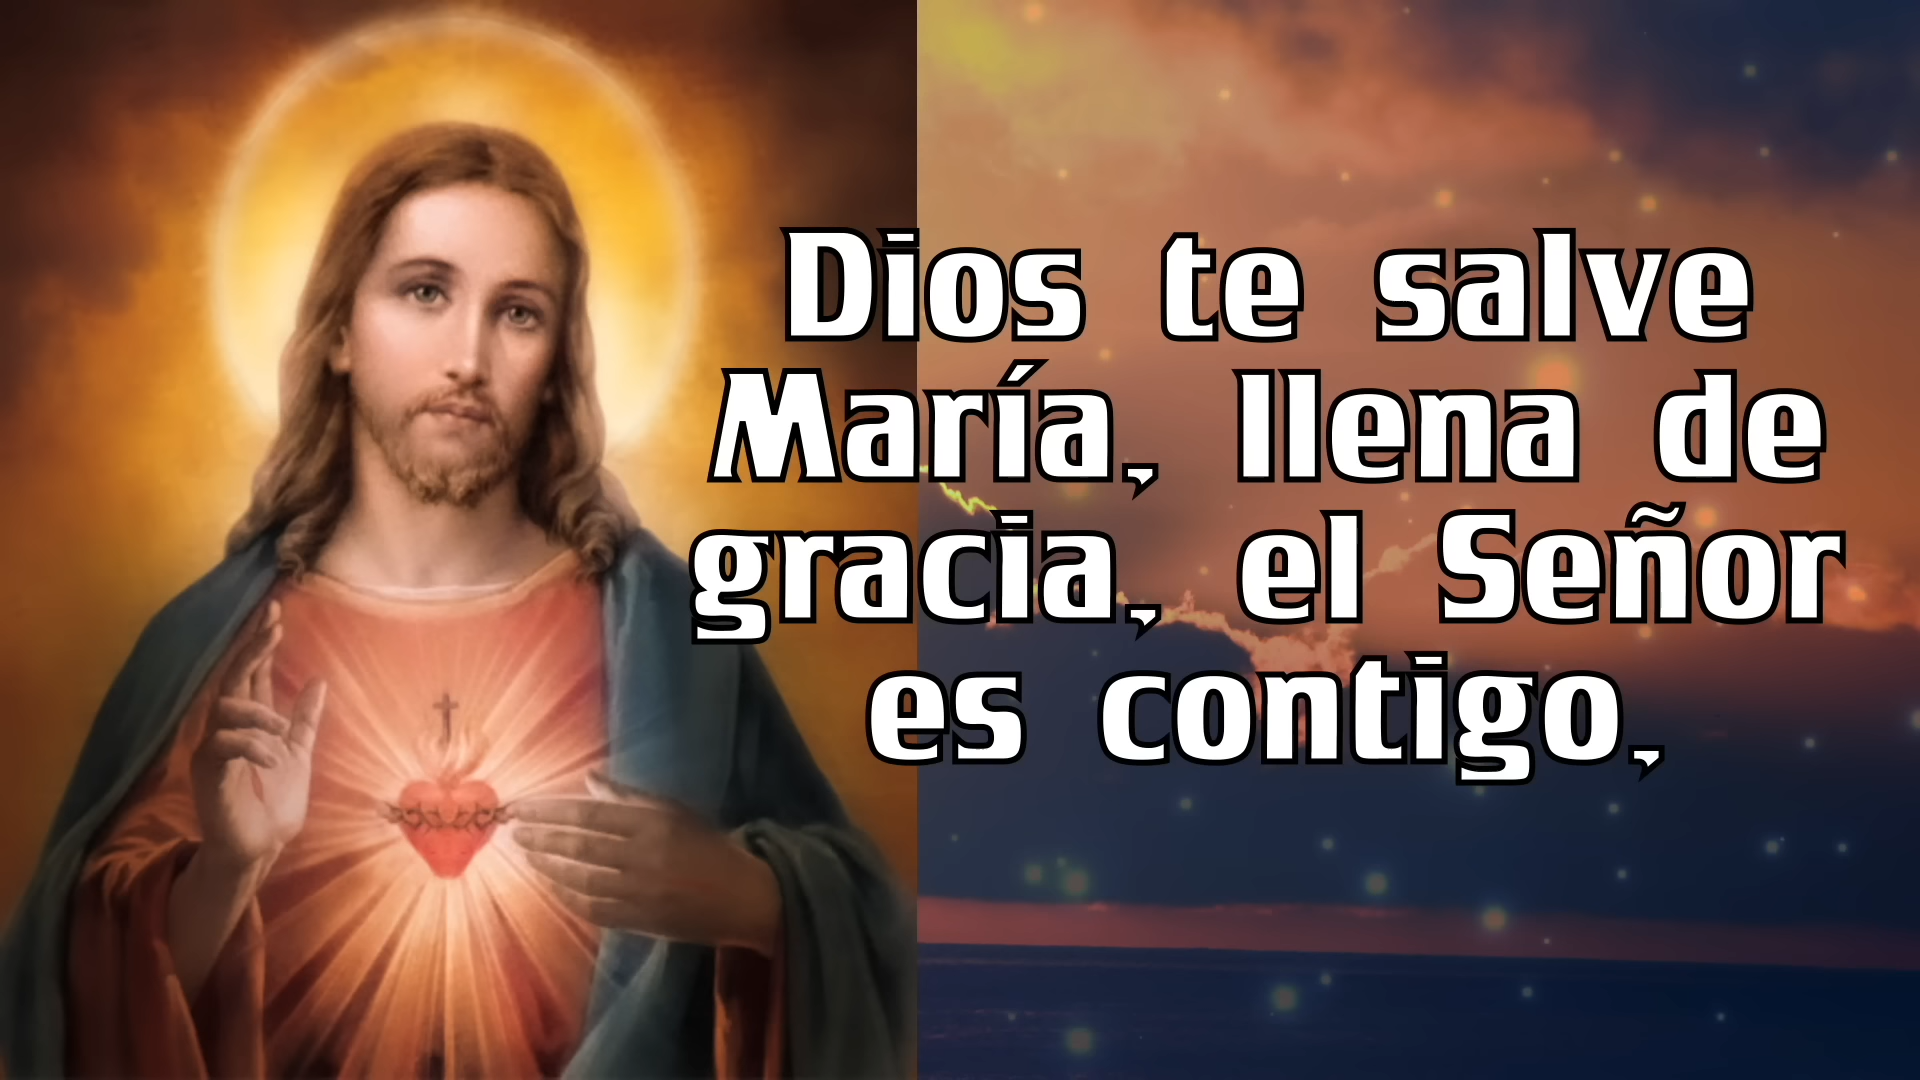 Dios te salve
María, llena de
gracia, el Señor
es contigo,